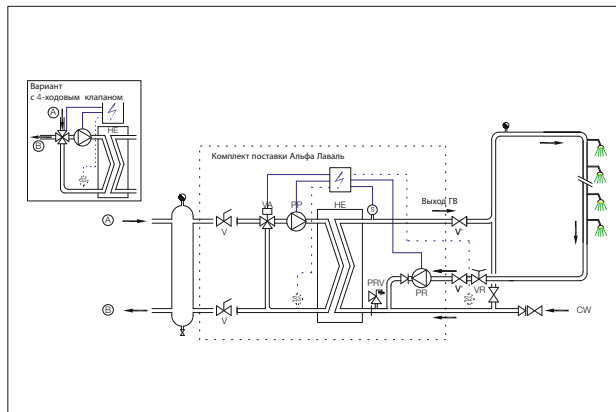 Вариант
с 4-ходовым клапаном
A
B
HE
Комплект поставки Альфа Лаваль
Выход ГВ
A
V
VA
PP
HE
S
V
PRV
PR
V
VR
B
V
CW